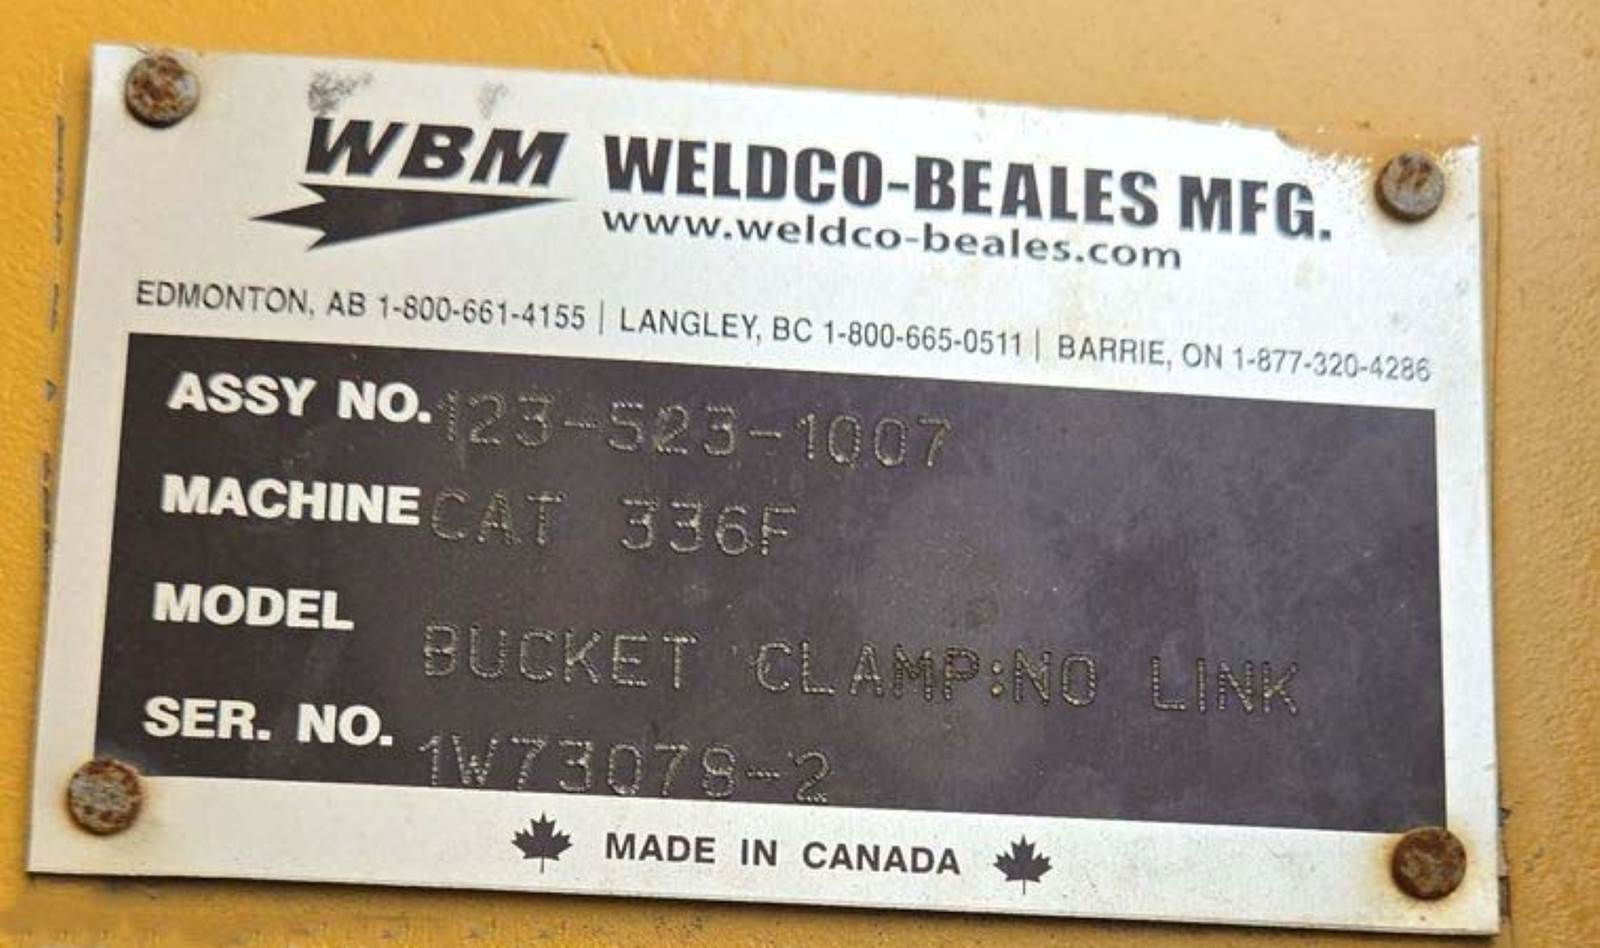 WBM WELDCO-BEALES MFG.
www.weldco-beales.com
EDMONTON, AB 1-800-661-4155 | LANGLEY, BC 1-800-665-0511 | BARRIE, ON 1-877-320-4286
ASSY NO. 123-523-1007
MACHINE CAT 336F
MODEL BUCKET CLAMP:NO LINK
SER. NO. 1W73078-2
MADE IN CANADA